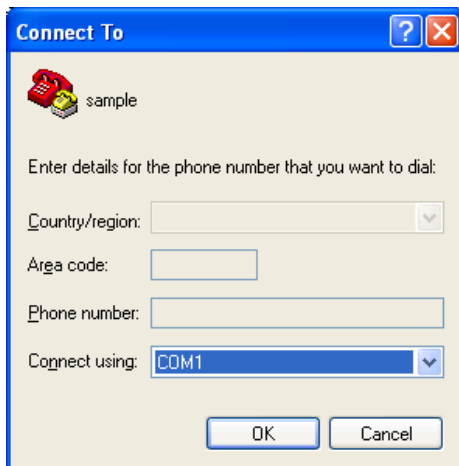 Connect To
sample
Enter details for the phone number that you want to dial:
Country/region:
Area code:
Phone number:
Connect using: COM1
OK Cancel